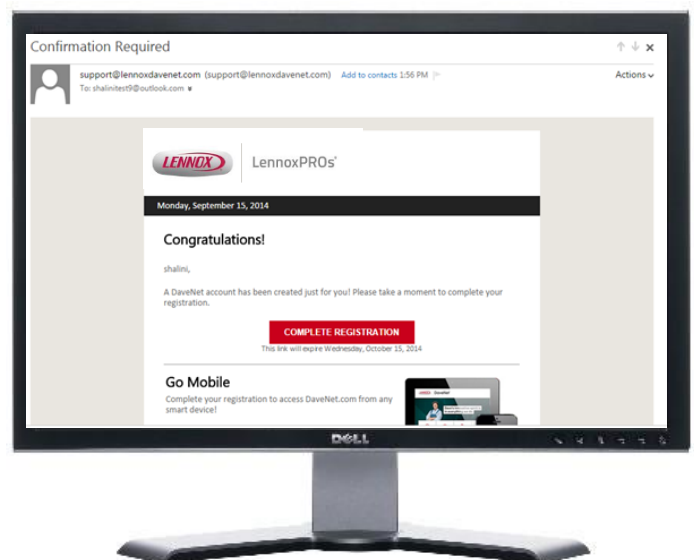 Confirmation Required
support@lennoxdavenet.com (support@lennoxdavenet.com) Add to contacts 1:56 PM
Actions
To: shalinitest9@outlook.com
LENNOX LennoxPROs
Monday, September 15, 2014
Congratulations!
shalini,
A DaveNet account has been created just for you! Please take a moment to complete your
registration.
COMPLETE REGISTRATION
This link will expire Wednesday, October 15, 2014
Go Mobile
Complete your registration to access DaveNet.com from any
smart device!
DELL